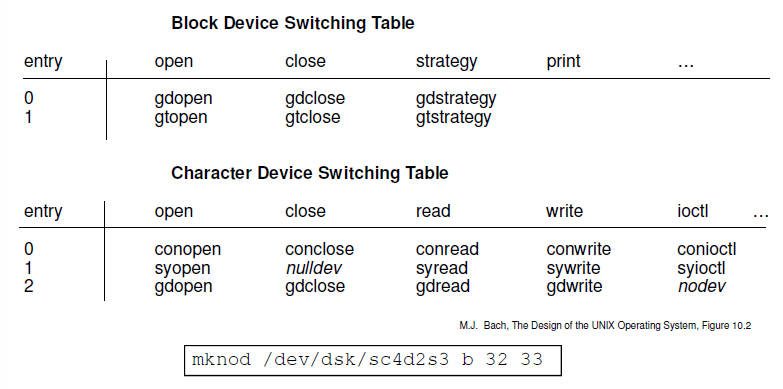 Block Device Switching Table
entry open close strategy print ...
0 gdopen gdclose gdstrategy
1 gtopen gtclose gtstrategy
Character Device Switching Table
entry open close read write ioctl ...
0 conopen conclose conread conwrite conioctl
1 syopen nulldev syread sywrite syioctl
2 gdopen gdclose gdread gdwrite nodev
M.J. Bach, The Design of the UNIX Operating System, Figure 10.2
mknod /dev/dsk/sc4d2s3 b 32 33